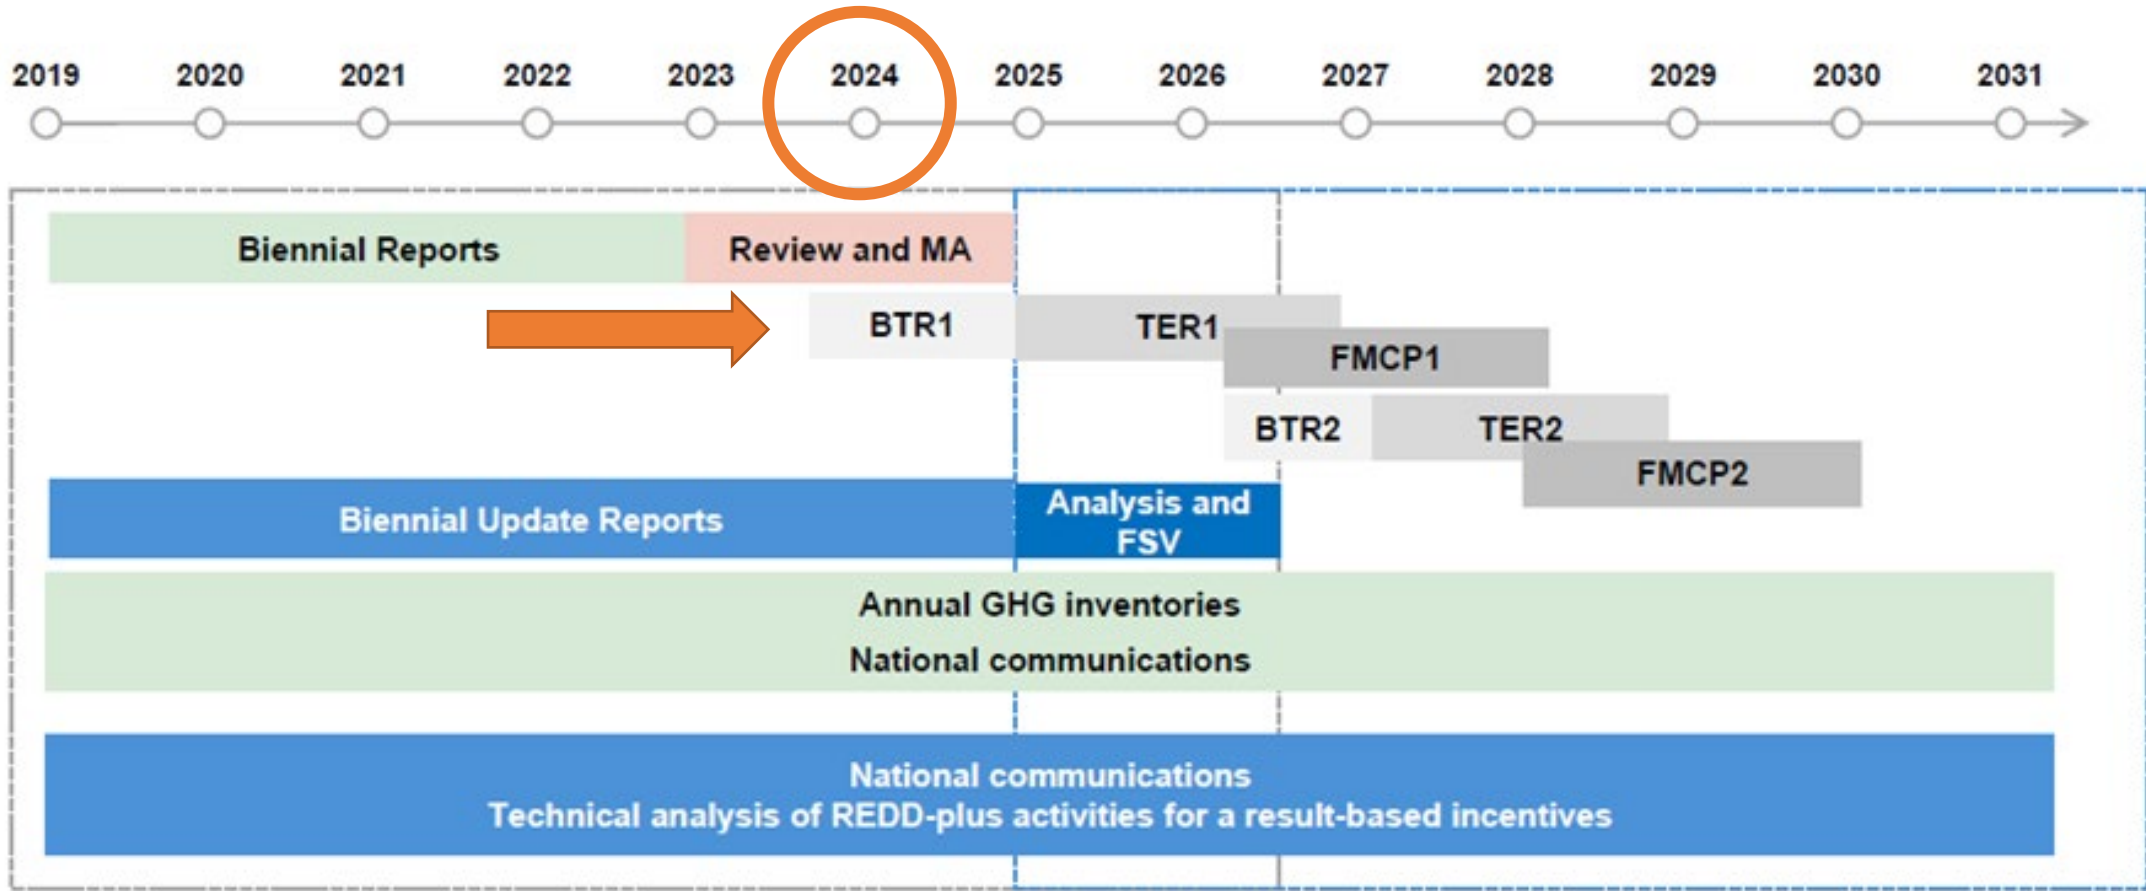 2019 2020 2021 2022 2023 2024 2025 2026 2027 2028 2029 2030 2031
Biennial Reports
Review and MA
BTR1
TER1
FMCP1
BTR2
TER2
FMCP2
Biennial Update Reports
Analysis and
FSV
Annual GHG inventories
National communications
National communications
Technical analysis of REDD-plus activities for a result-based incentives